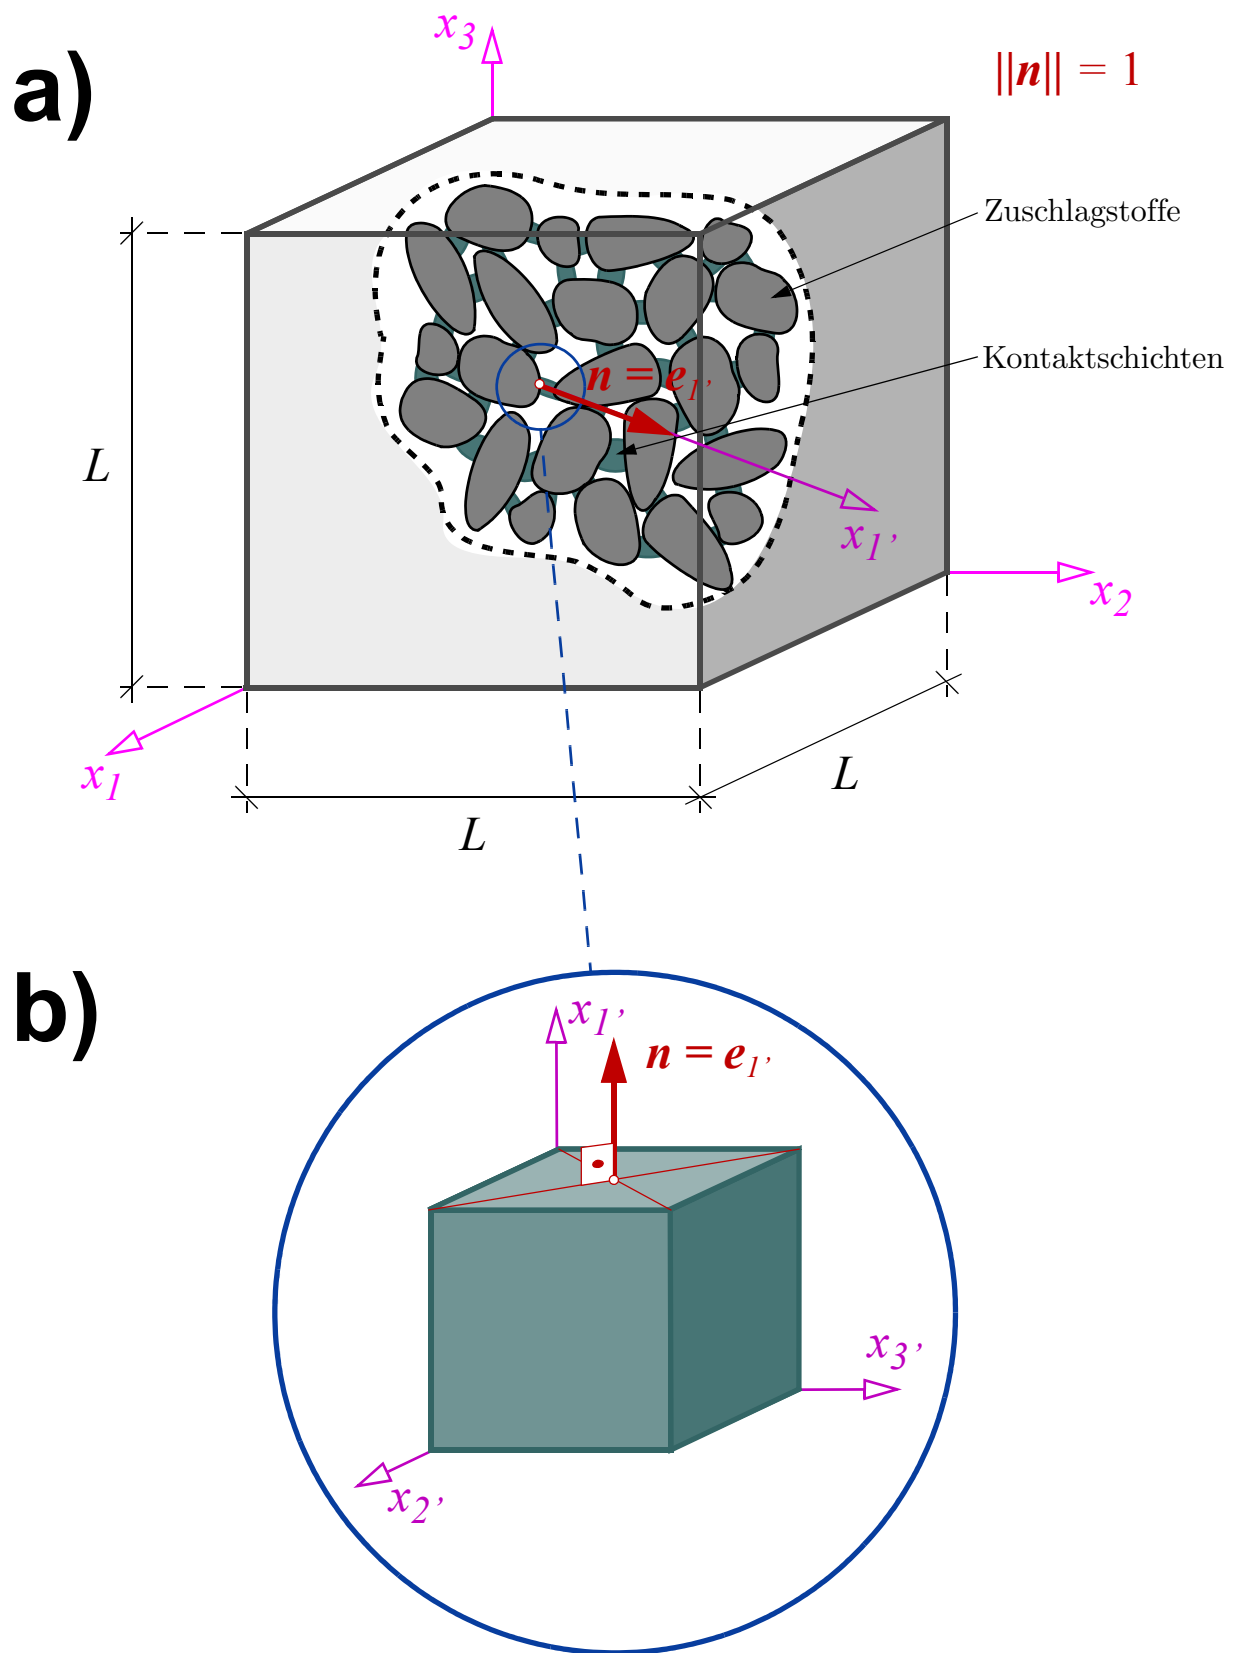 a)
x3
||n|| = 1
Zuschlagstoffe
Kontaktschichten
n = e1’
L
x1’
x2
x1
L
L
b)
x1’
n = e1’
x3’
x2’